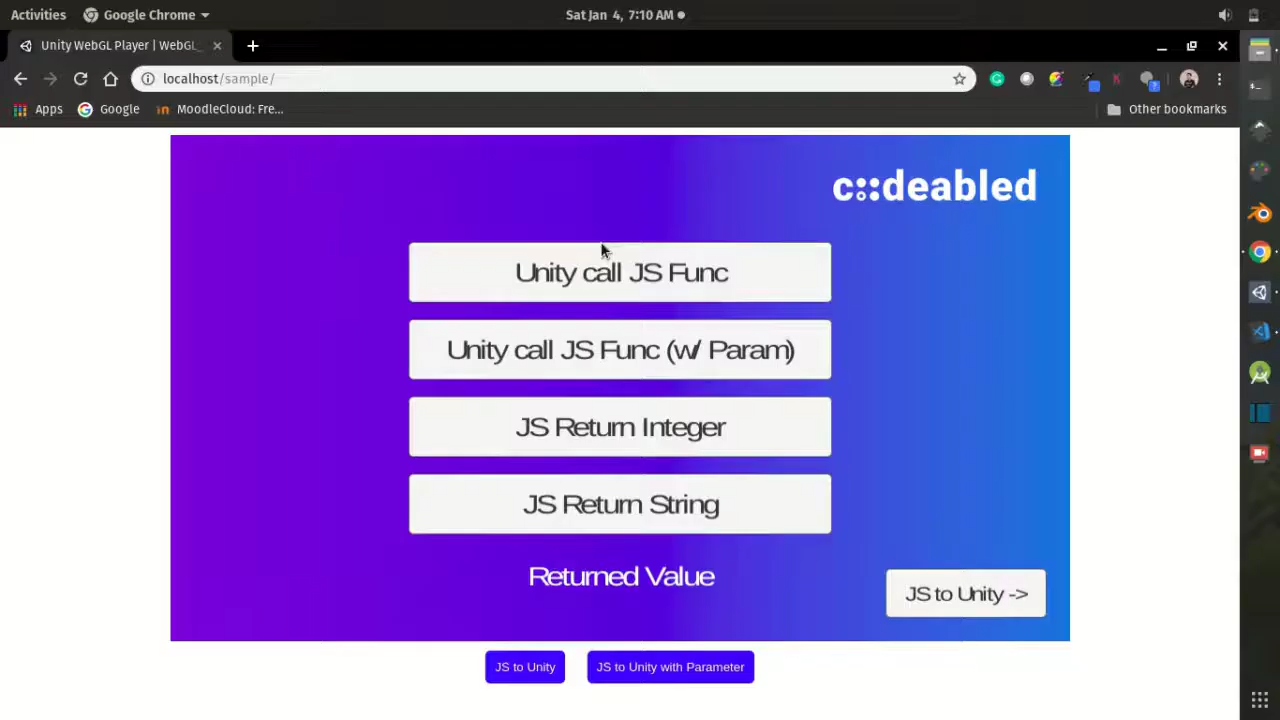 Activities Google Chrome Sat Jan 4, 7:10 AM
Unity WebGL Player | WebGL_
localhost/sample/
Apps Google MoodleCloud: Fre... Other bookmarks
c::deabled
Unity call JS Func
Unity call JS Func (w/ Param)
JS Return Integer
JS Return String
Returned Value
JS to Unity ->
JS to Unity JS to Unity with Parameter